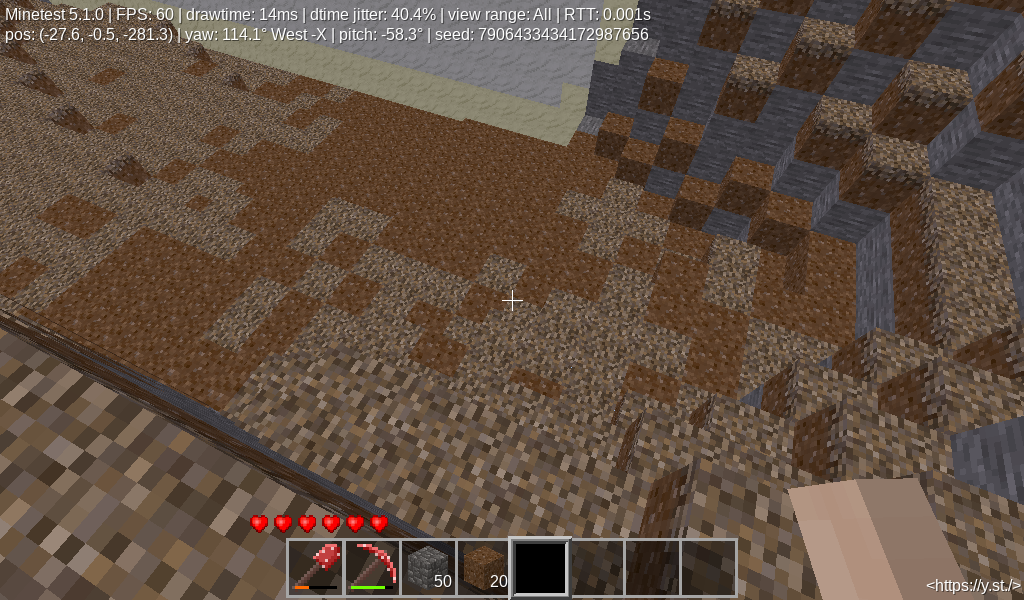 Minetest 5.1.0 | FPS: 60 | drawtime: 14ms | dtime jitter: 40.4% | view range: All | RTT: 0.001s
pos: (-27.6, -0.5, -281.3) | yaw: 114.1° West -X | pitch: -58.3° | seed: 7906433434172987656
50
20
<https://y.st./>